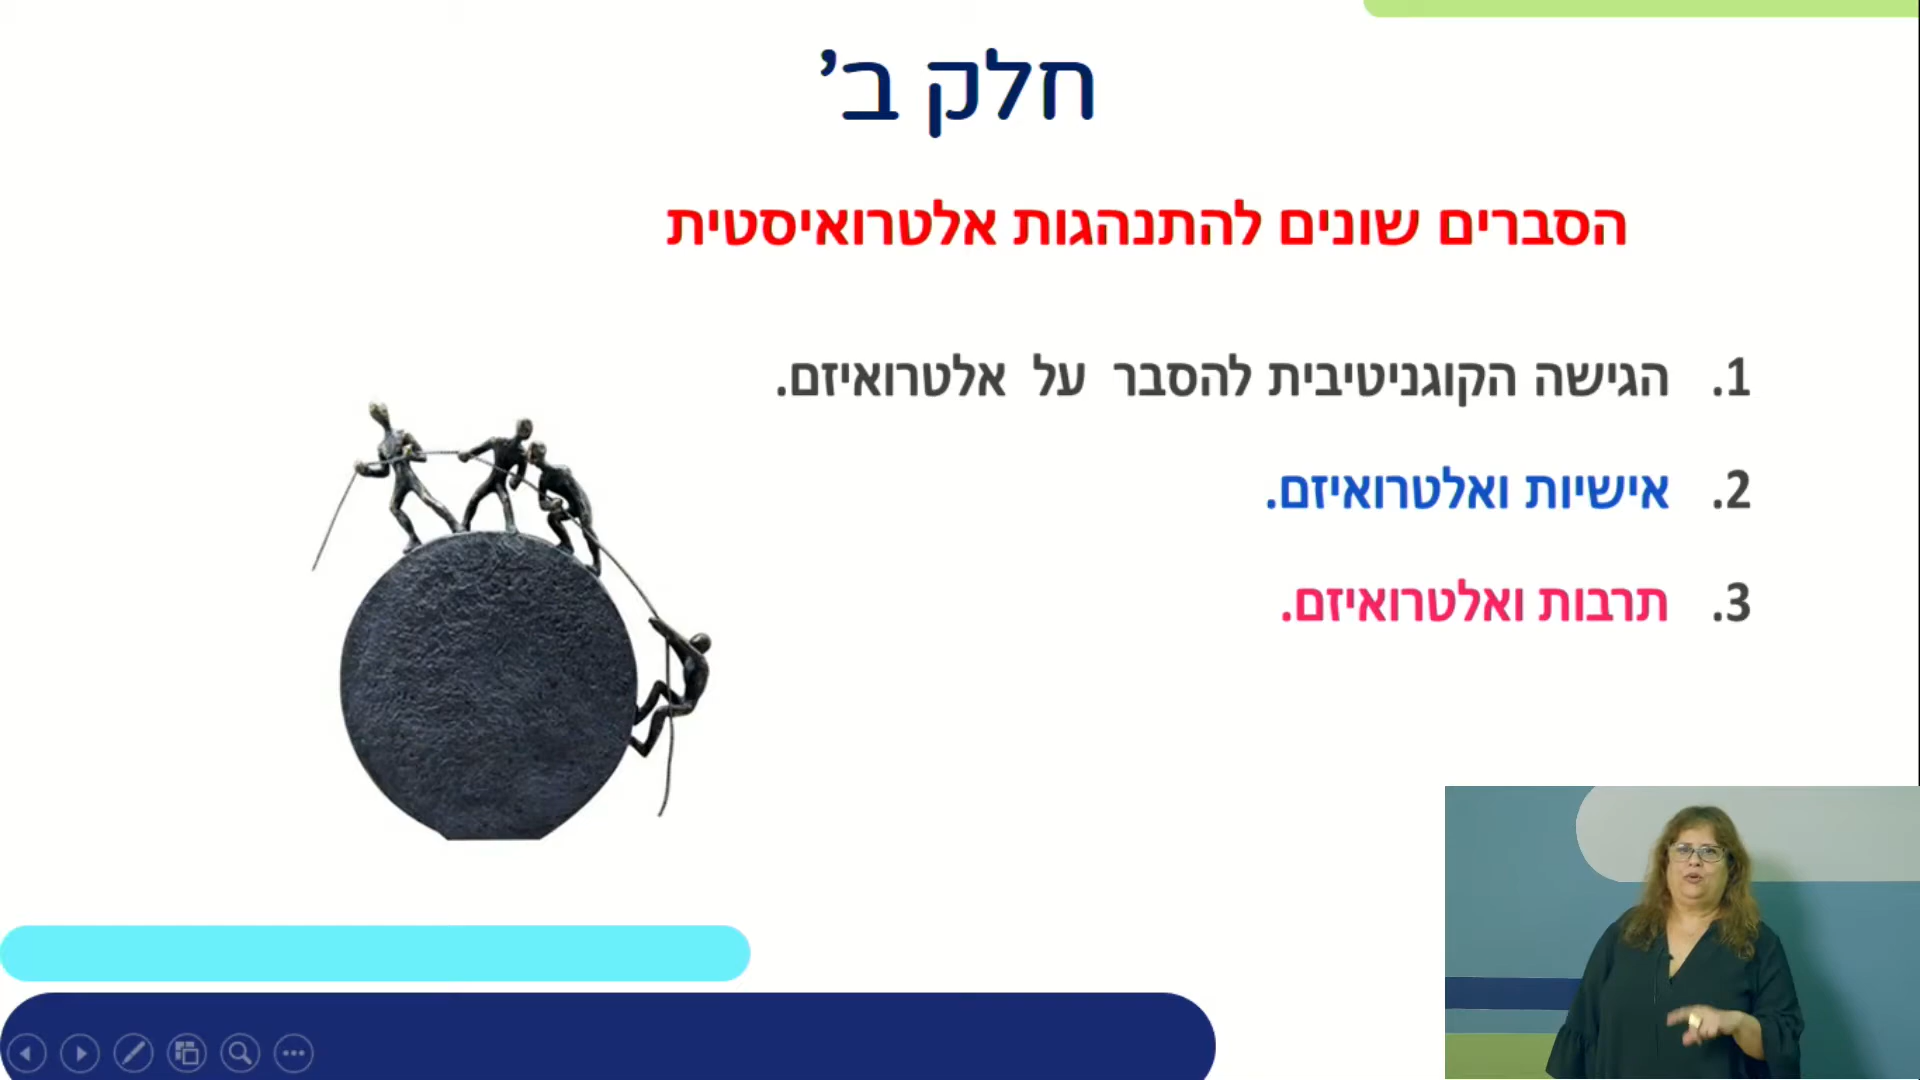 חלק ב'
הסברים שונים להתנהגות אלטרואיסטית
1. הגישה הקוגניטיבית להסבר על אלטרואיזם.
2. אישיות ואלטרואיזם.
3. תרבות ואלטרואיזם.